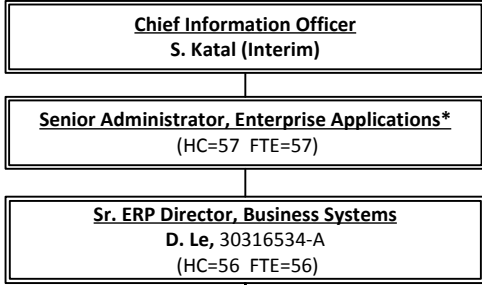 Chief Information Officer
S. Katal (Interim)
Senior Administrator, Enterprise Applications*
(HC=57 FTE=57)
Sr. ERP Director, Business Systems
D. Le, 30316534-A
(HC=56 FTE=56)